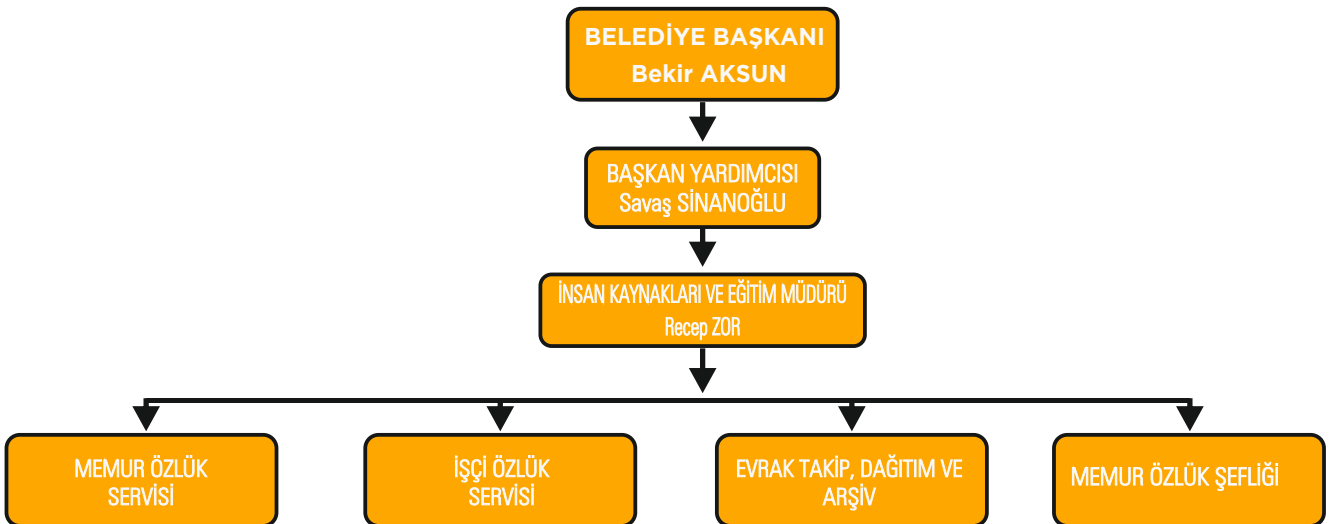 BELEDİYE BAŞKANI
Bekir AKSUN
BAŞKAN YARDIMCISI
Savaş SİNANOĞLU
İNSAN KAYNAKLARI VE EĞİTİM MÜDÜRÜ
Recep ZOR
MEMUR ÖZLÜK
SERVİSİ
İŞÇİ ÖZLÜK
SERVİSİ
EVRAK TAKİP, DAĞITIM VE
ARŞİV
MEMUR ÖZLÜK ŞEFLİĞİ